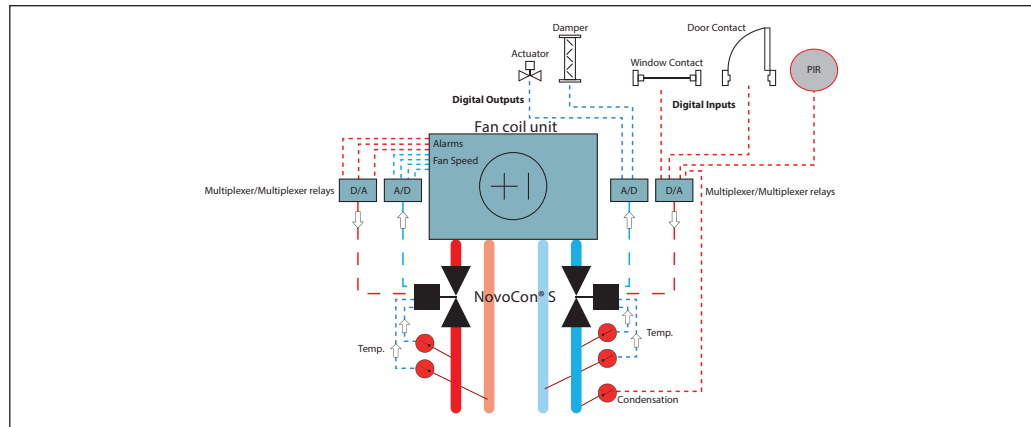 Damper
Door Contact
Actuator
Window Contact
PIR
Digital Outputs
Digital Inputs
Fan coil unit
Alarms
Fan Speed
Multiplexer/Multiplexer relays
D/A
A/D
A/D
D/A
Multiplexer/Multiplexer relays
NovoCon® S
Temp.
Temp.
Condensation